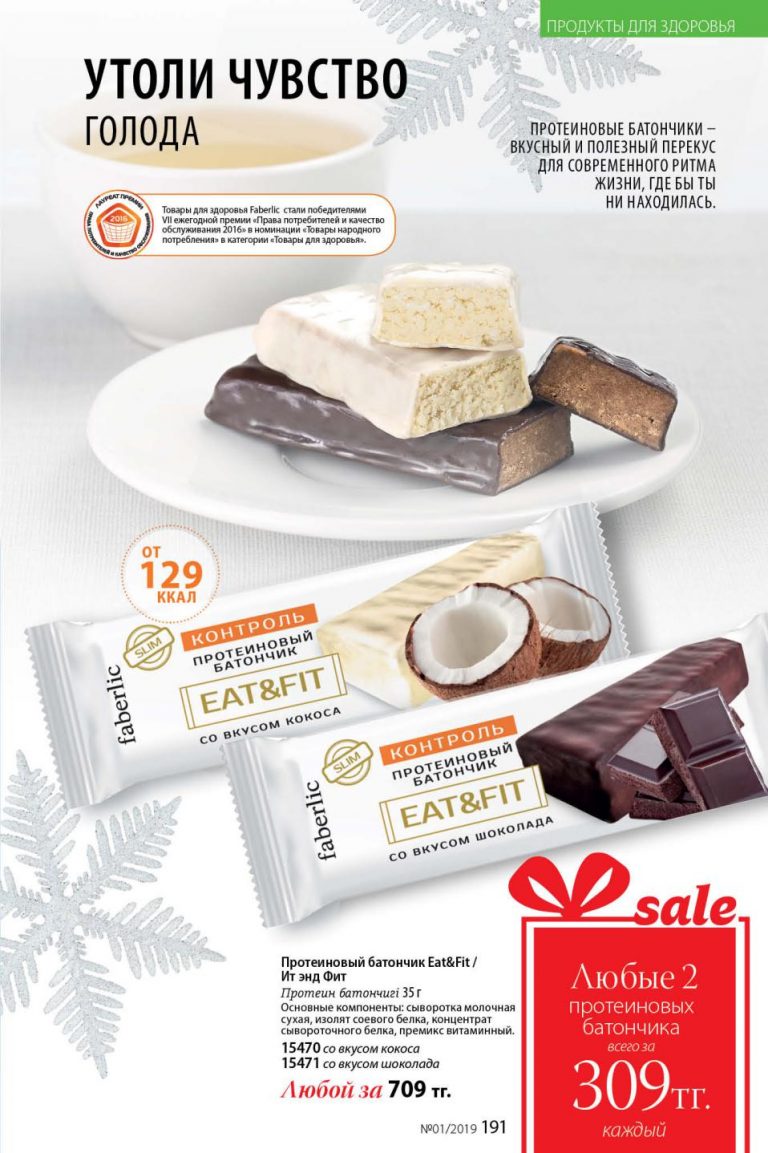 ПРОДУКТЫ ДЛЯ ЗДОРОВЬЯ
УТОЛИ ЧУВСТВО
ГОЛОДА
ПРОТЕИНОВЫЕ БАТОНЧИКИ –
ВКУСНЫЙ И ПОЛЕЗНЫЙ ПЕРЕКУС
ДЛЯ СОВРЕМЕННОГО РИТМА
ЖИЗНИ, ГДЕ БЫ ТЫ
НИ НАХОДИЛАСЬ.
ЛАУРЕАТ ПРЕМИИ
2016
Товары для здоровья Faberlic стали победителями
VII ежегодной премии «Права потребителей и качество
обслуживания 2016» в номинации «Товары народного
потребления» в категории «Товары для здоровья».
ОТ
129
ККАЛ
faberlic
SLIM
КОНТРОЛЬ
ПРОТЕИНОВЫЙ
БАТОНЧИК
EAT&FIT
СО ВКУСОМ КОКОСА
faberlic
SLIM
КОНТРОЛЬ
ПРОТЕИНОВЫЙ
БАТОНЧИК
EAT&FIT
СО ВКУСОМ ШОКОЛАДА
Протеиновый батончик Eat&Fit /
Ит энд Фит
Протеин батончигі 35 г
Основные компоненты: сыворотка молочная
сухая, изолят соевого белка, концентрат
сывороточного белка, премикс витаминный.
15470 со вкусом кокоса
15471 со вкусом шоколада
Любой за 709 тг.
sale
Любые 2
протеиновых
батончика
всего за
309тг.
каждый
№01/2019 191